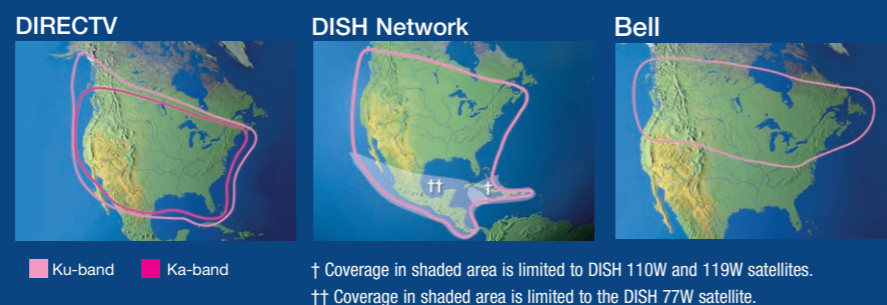 DIRECTV
DISH Network
Bell
††
†
Ku-band
Ka-band
† Coverage in shaded area is limited to DISH 110W and 119W satellites.
†† Coverage in shaded area is limited to the DISH 77W satellite.